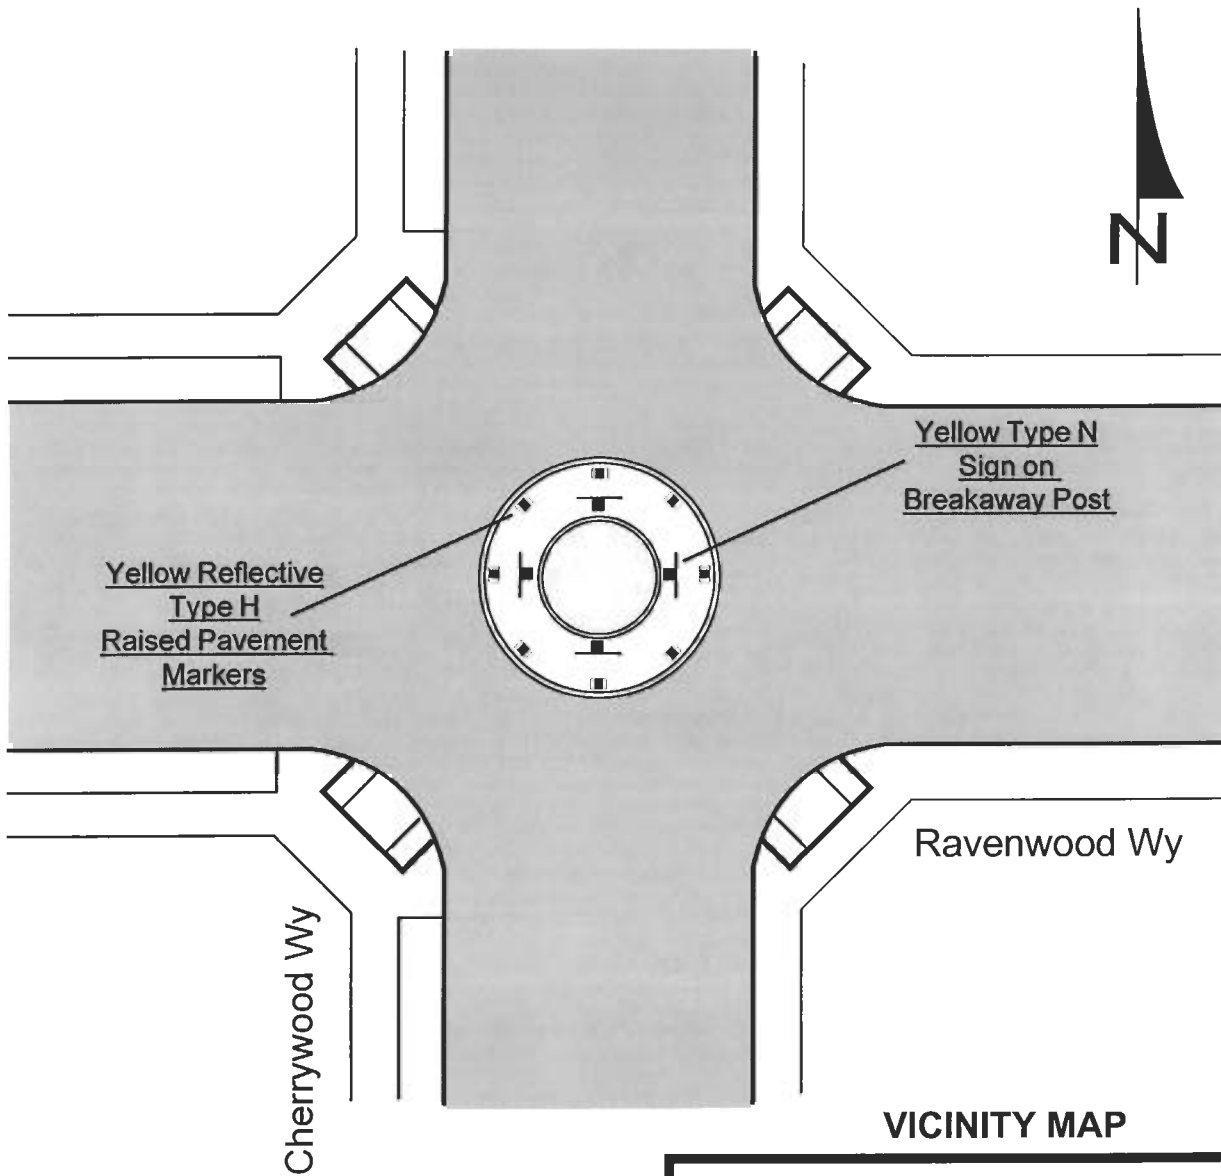 N
Yellow Type N
Sign on
Breakaway Post
Yellow Reflective
Type H
Raised Pavement
Markers
Ravenwood Wy
Cherrywood Wy
VICINITY MAP